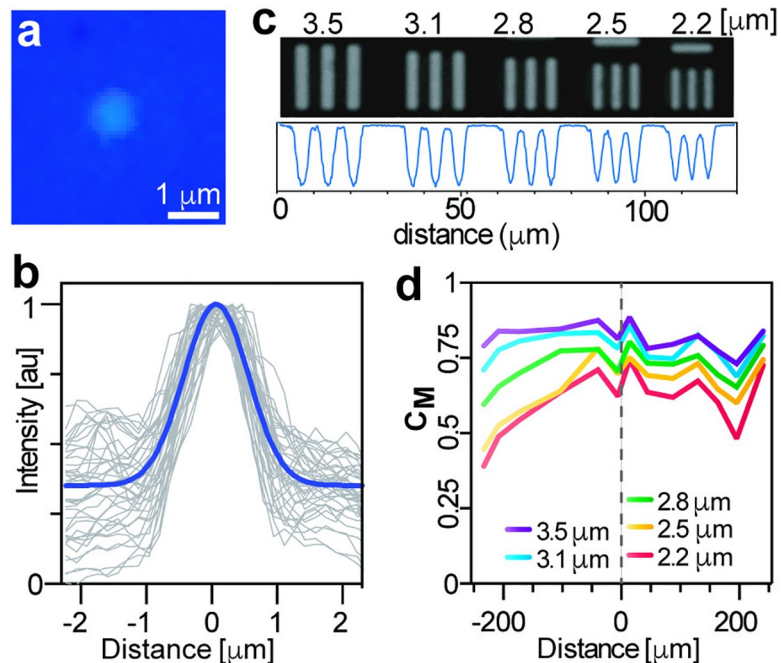 a
1 μm
c
3.5 3.1 2.8 2.5 2.2 [μm]
0 50 100
distance (μm)
b
1
0
Intensity [au]
-2 -1 0 1 2
Distance [μm]
d
1
0.75
0.5
0.25
0
CM
3.5 μm
3.1 μm
2.8 μm
2.5 μm
2.2 μm
-200 0 200
Distance [μm]